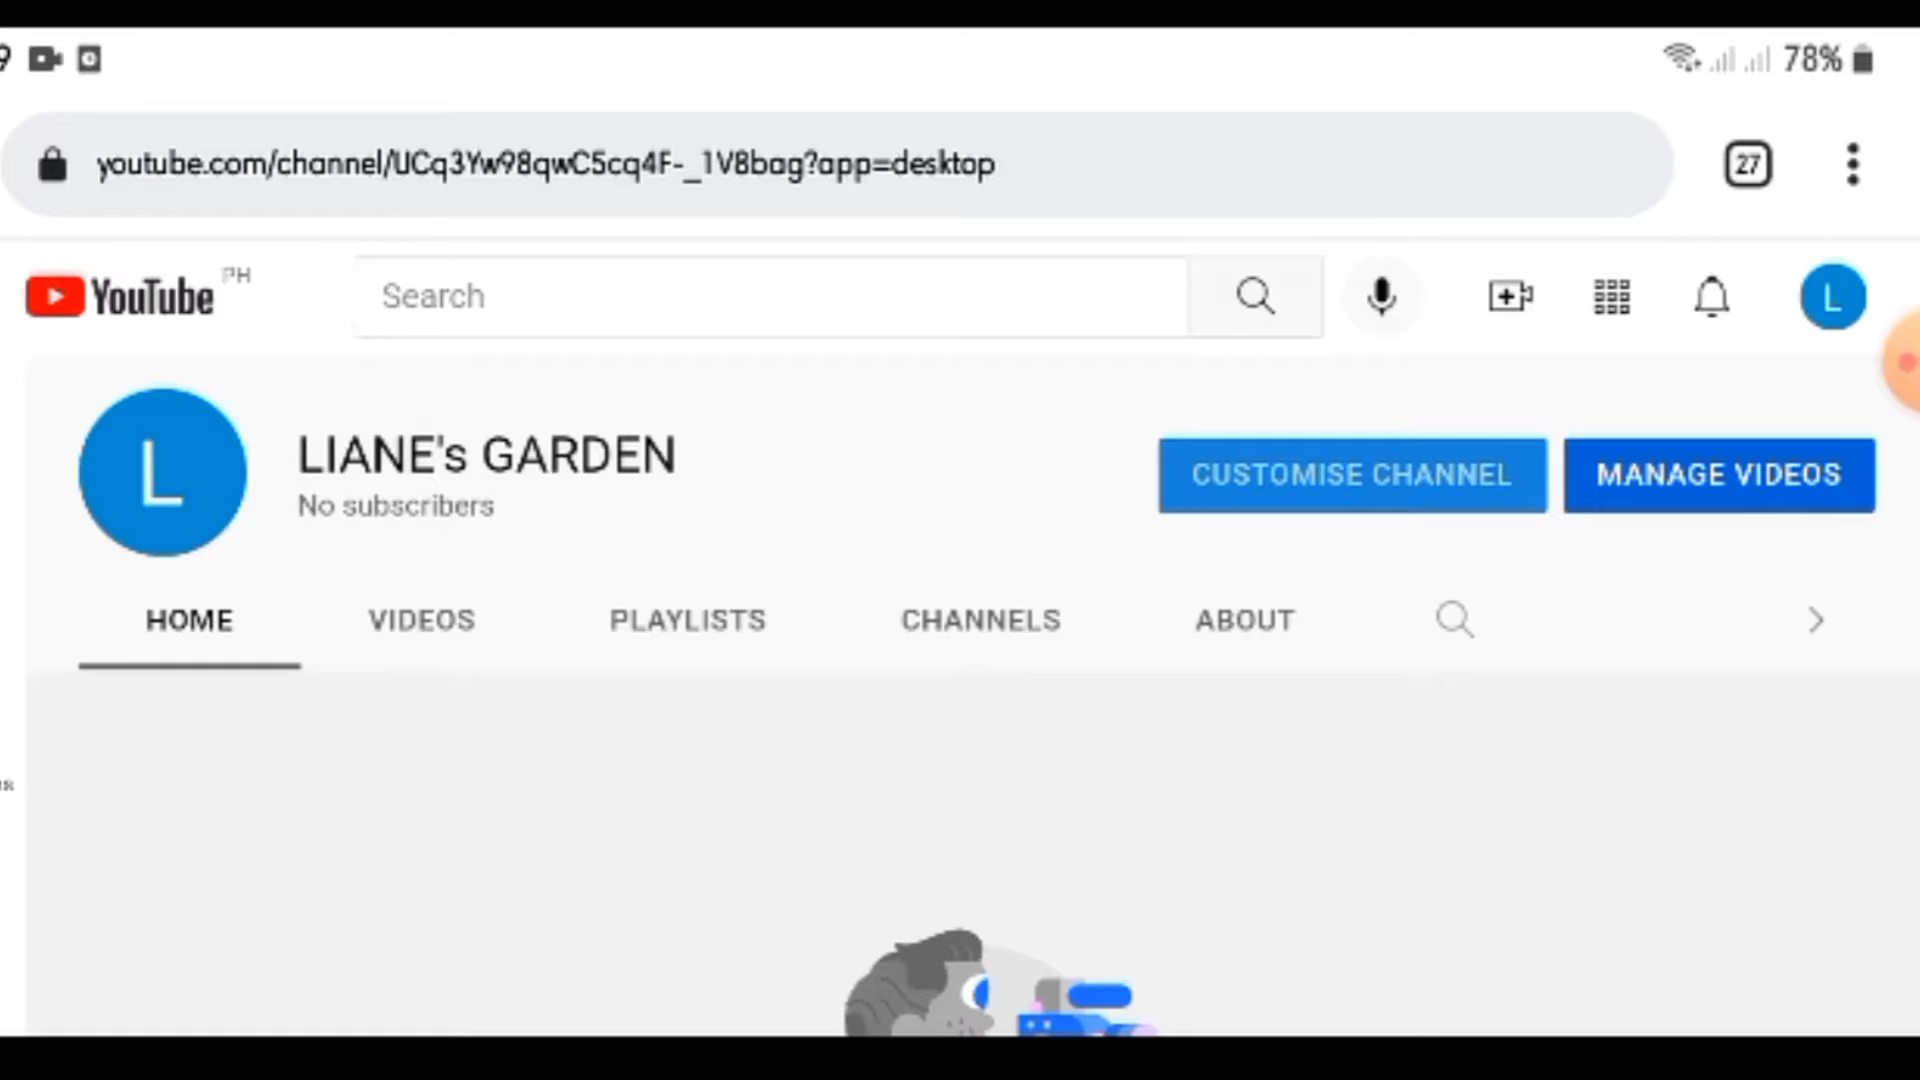 9 78%
youtube.com/channel/UCq3Yw98qwC5cq4F-_1V8bag?app=desktop 27
YouTube PH Search L
L LIANE's GARDEN
No subscribers
CUSTOMISE CHANNEL MANAGE VIDEOS
HOME VIDEOS PLAYLISTS CHANNELS ABOUT